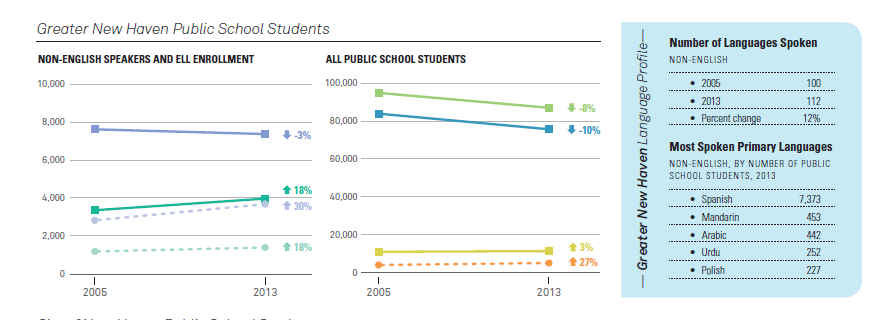 Greater New Haven Public School Students
NON-ENGLISH SPEAKERS AND ELL ENROLLMENT
10,000
8,000
6,000
4,000
2,000
0
-3%
18%
30%
18%
2005
2013
ALL PUBLIC SCHOOL STUDENTS
100,000
80,000
60,000
40,000
20,000
0
-8%
-10%
3%
27%
2005
2013
Greater New Haven Language Profile
Number of Languages Spoken
NON-ENGLISH
• 2005 100
• 2013 112
• Percent change 12%
Most Spoken Primary Languages
NON-ENGLISH, BY NUMBER OF PUBLIC
SCHOOL STUDENTS, 2013
• Spanish 7,373
• Mandarin 453
• Arabic 442
• Urdu 252
• Polish 227